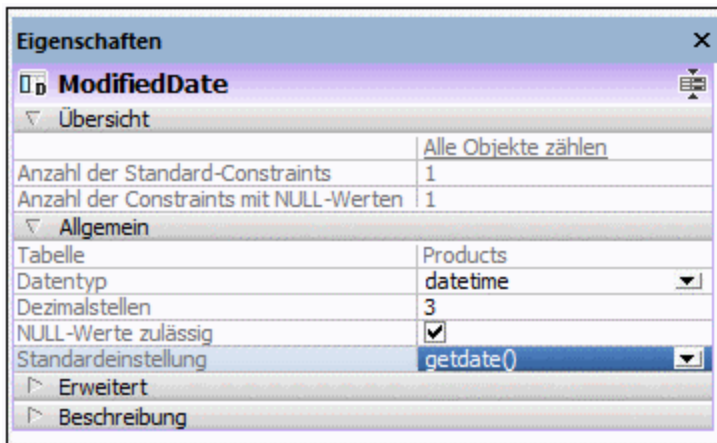 Eigenschaften
ModifiedDate
Übersicht
Alle Objekte zählen
Anzahl der Standard-Constraints 1
Anzahl der Constraints mit NULL-Werten 1
Allgemein
Tabelle Products
Datentyp datetime
Dezimalstellen 3
NULL-Werte zulässig
Standardeinstellung getdate()
Erweitert
Beschreibung